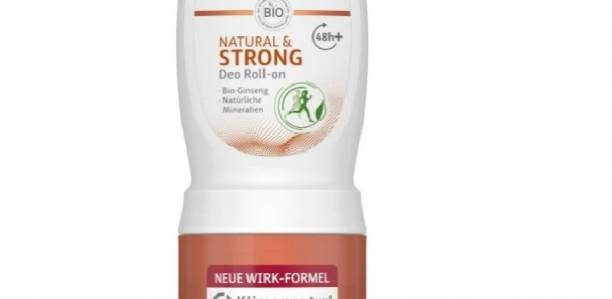 BIO
48h+
NATURAL &
STRONG
Deo Roll-on
· Bio-Ginseng
· Natürliche
Mineralien
NEUE WIRK-FORMEL